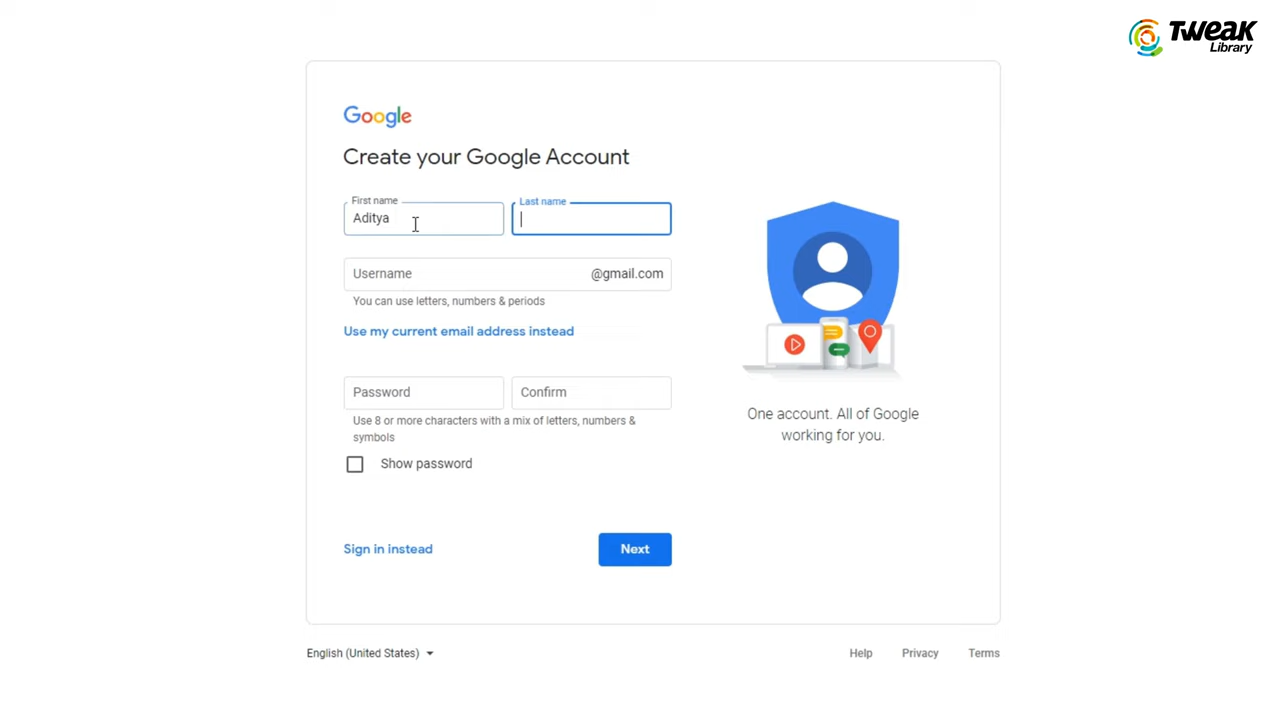 TWEAK
Library
Google
Create your Google Account
First name
Last name
Aditya
Username
@gmail.com
You can use letters, numbers & periods
Use my current email address instead
Password
Confirm
Use 8 or more characters with a mix of letters, numbers &
symbols
Show password
One account. All of Google
working for you.
Sign in instead
Next
English (United States)
Help
Privacy
Terms